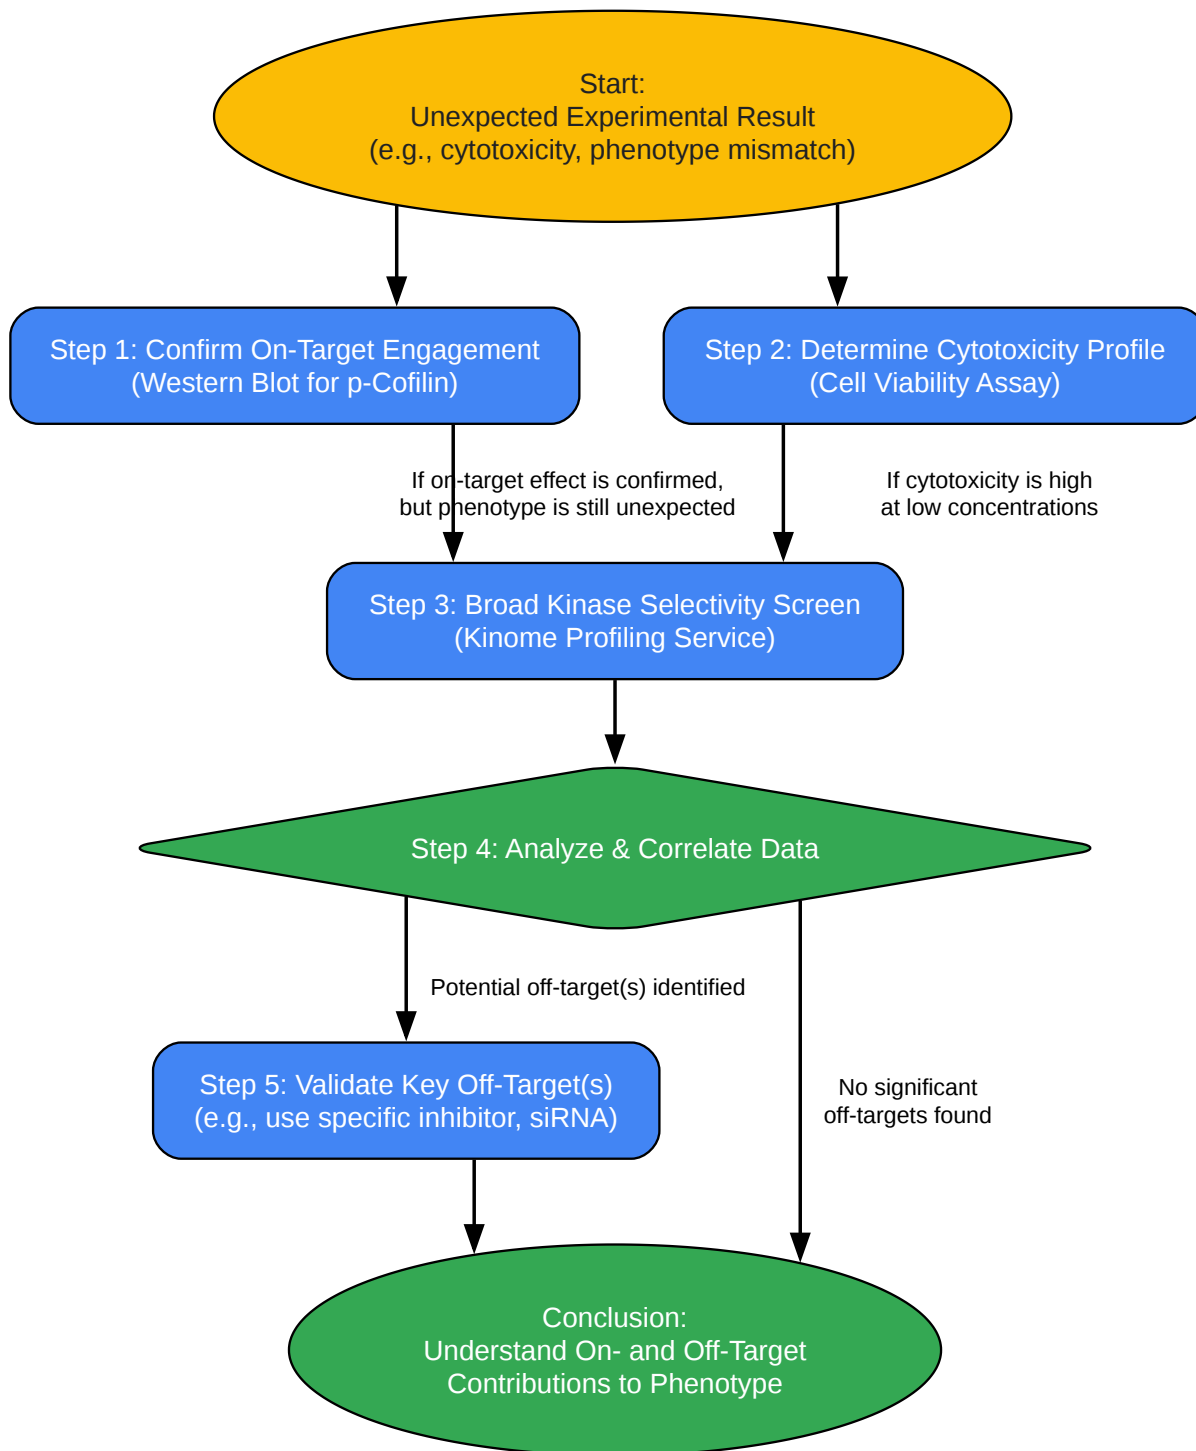 Start:
Unexpected Experimental Result
(e.g., cytotoxicity, phenotype mismatch)
Step 1: Confirm On-Target Engagement
(Western Blot for p-Cofilin)
Step 2: Determine Cytotoxicity Profile
(Cell Viability Assay)
If on-target effect is confirmed,
but phenotype is still unexpected
If cytotoxicity is high
at low concentrations
Step 3: Broad Kinase Selectivity Screen
(Kinome Profiling Service)
Step 4: Analyze & Correlate Data
Potential off-target(s) identified
Step 5: Validate Key Off-Target(s)
(e.g., use specific inhibitor, siRNA)
No significant
off-targets found
Conclusion:
Understand On- and Off-Target
Contributions to Phenotype